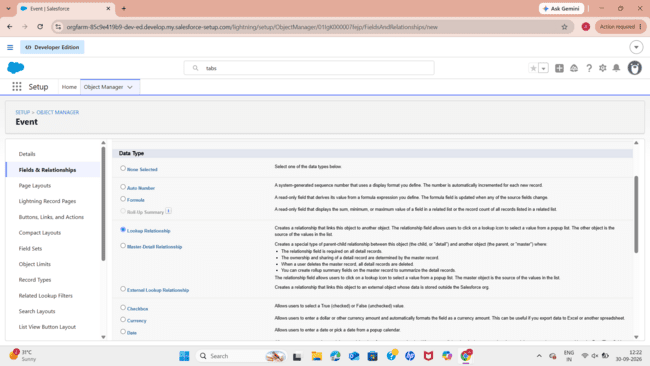 Event | Salesforce
Ask Gemini
orgfarm-85c9e419b9-dev-ed.develop.my.salesforce-setup.com/lightning/setup/ObjectManager/01IgK000007fejp/FieldsAndRelationships/new
Action required
Developer Edition
tabs
Setup
Home
Object Manager
SETUP > OBJECT MANAGER
Event
Details
Fields & Relationships
Page Layouts
Lightning Record Pages
Buttons, Links, and Actions
Compact Layouts
Field Sets
Object Limits
Record Types
Related Lookup Filters
Search Layouts
List View Button Layout
Data Type
None Selected
Select one of the data types below.
Auto Number
A system-generated sequence number that uses a display format you define. The number is automatically incremented for each new record.
Formula
A read-only field that derives its value from a formula expression you define. The formula field is updated when any of the source fields change.
Roll-Up Summary
A read-only field that displays the sum, minimum, or maximum value of a field in a related list or the record count of all records listed in a related list.
Lookup Relationship
Creates a relationship that links this object to another object. The relationship field allows users to click on a lookup icon to select a value from a popup list. The other object is the
source of the values in the list.
Master-Detail Relationship
Creates a special type of parent-child relationship between this object (the child, or "detail") and another object (the parent, or "master") where:
• The relationship field is required on all detail records.
• The ownership and sharing of a detail record are determined by the master record.
• When a user deletes the master record, all detail records are deleted.
• You can create rollup summary fields on the master record to summarize the detail records.
The relationship field allows users to click on a lookup icon to select a value from a popup list. The master object is the source of the values in the list.
External Lookup Relationship
Creates a relationship that links this object to an external object whose data is stored outside the Salesforce org.
Checkbox
Allows users to select a True (checked) or False (unchecked) value.
Currency
Allows users to enter a dollar or other currency amount and automatically formats the field as a currency amount. This can be useful if you export data to Excel or another spreadsheet.
Date
Allows users to enter a date or pick a date from a popup calendar.
31°C
Sunny
Search
ENG
IN
12:22
30-09-2026